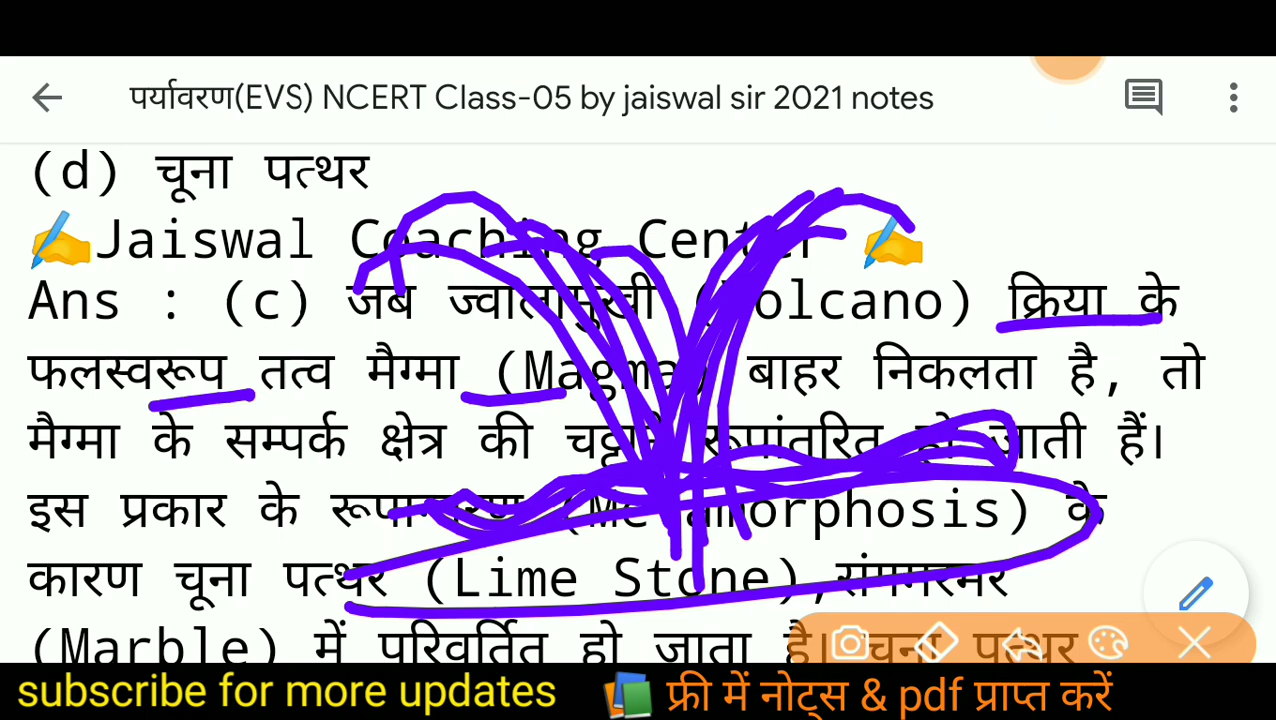 पर्यावरण(EVS) NCERT Class-05 by jaiswal sir 2021 notes
(d) चूना पत्थर
✍Jaiswal Coaching Center ✍
Ans : (c) जब ज्वालामुखी (Volcano) क्रिया के
फलस्वरूप तत्व मैग्मा (Magma) बाहर निकलता है, तो
मैग्मा के सम्पर्क क्षेत्र की चट्टानें रूपांतरित हो जाती हैं।
इस प्रकार के (Metamorphosis) के
कारण चूना पत्थर (Lime Stone),संगमरमर
(Marble) में परिवर्तित हो जाता है। चूना पत्थर
subscribe for more updates
फ्री में नोट्स & pdf प्राप्त करें